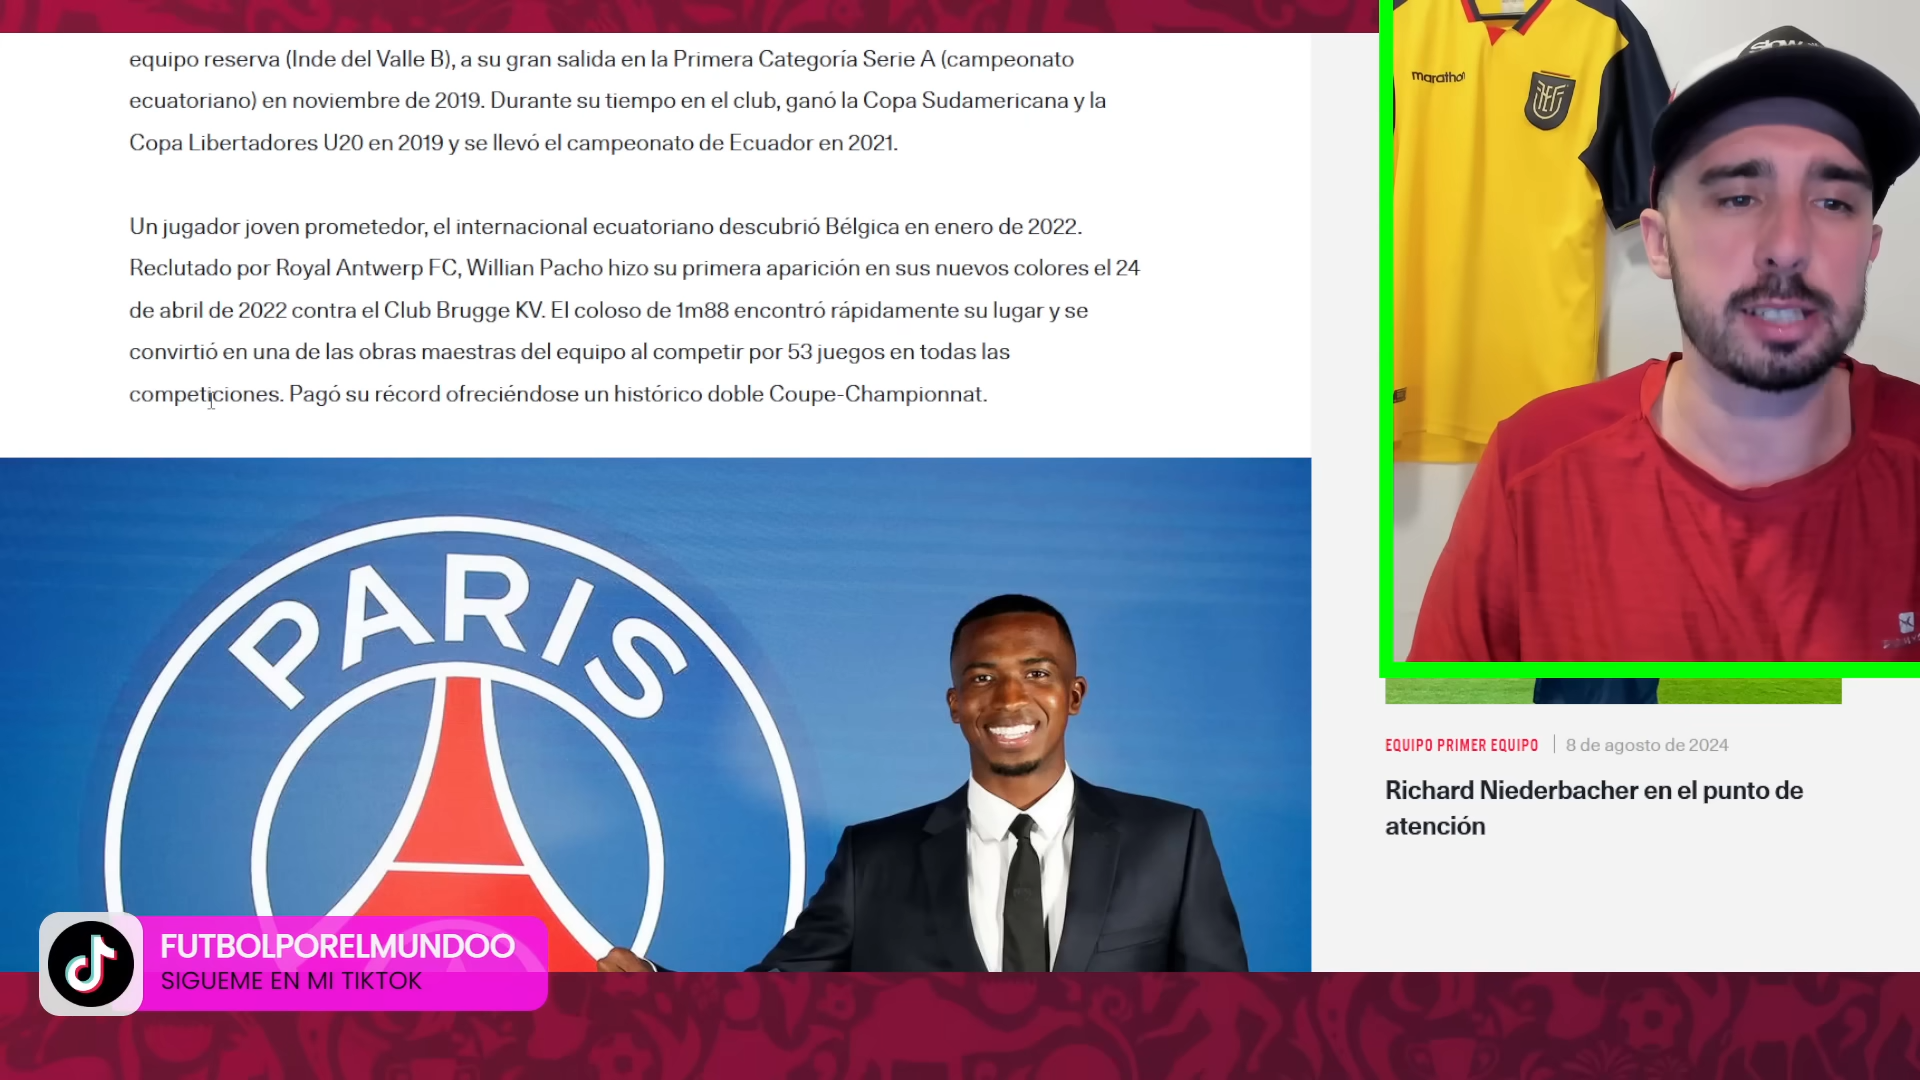 equipo reserva (Inde del Valle B), a su gran salida en la Primera Categoría Serie A (campeonato
ecuatoriano) en noviembre de 2019. Durante su tiempo en el club, ganó la Copa Sudamericana y la
Copa Libertadores U20 en 2019 y se llevó el campeonato de Ecuador en 2021.
Un jugador joven prometedor, el internacional ecuatoriano descubrió Bélgica en enero de 2022.
Reclutado por Royal Antwerp FC, Willian Pacho hizo su primera aparición en sus nuevos colores el 24
de abril de 2022 contra el Club Brugge KV. El coloso de 1m88 encontró rápidamente su lugar y se
convirtió en una de las obras maestras del equipo al competir por 53 juegos en todas las
competiciones. Pagó su récord ofreciéndose un histórico doble Coupe-Championnat.
PARIS
FUTBOLPORELMUNDOO
SIGUEME EN MI TIKTOK
marathon
FEF
EQUIPO PRIMER EQUIPO | 8 de agosto de 2024
Richard Niederbacher en el punto de
atención